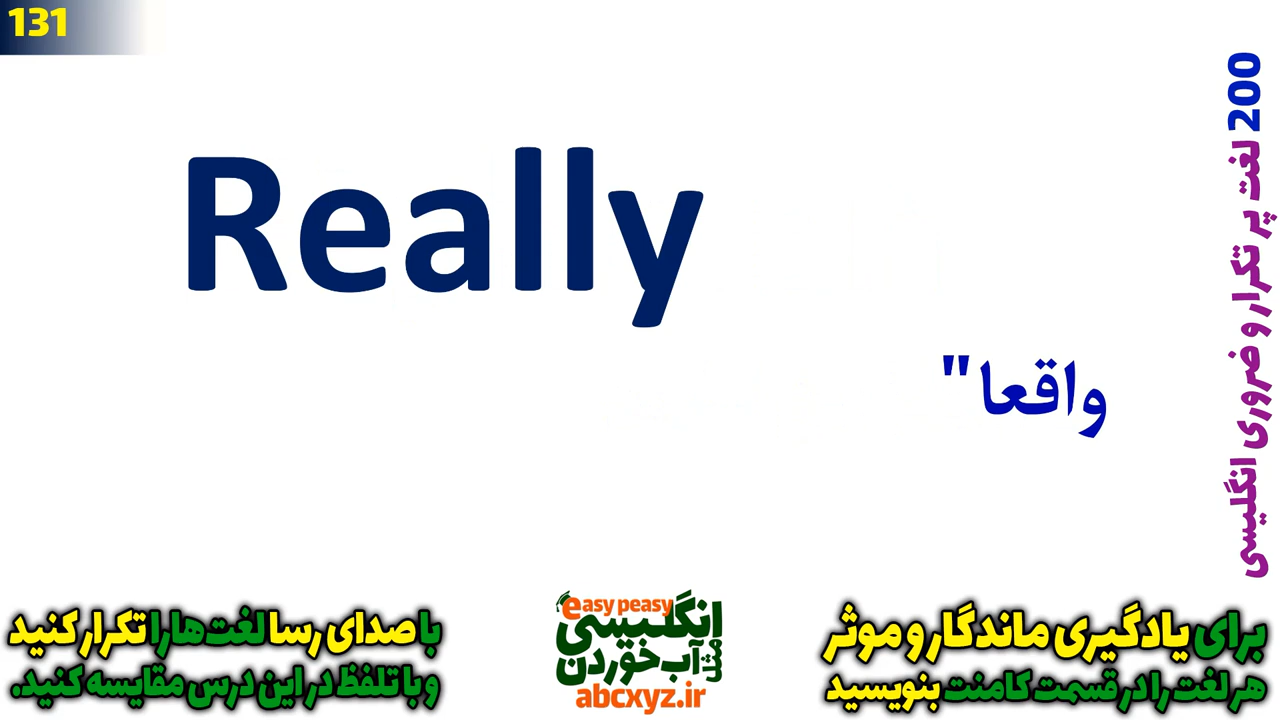 131
Really
واقعا"
200 لغت پر تکرار و ضروری انگلیسی
برای یادگیری ماندگار و موثر
هر لغت را در قسمت کامنت بنویسید
easy peasy
انگلیسی
مثل آب خوردن
abcxyz.ir
با صدای رسا لغت‌ها را تکرار کنید
و با تلفظ در این درس مقایسه کنید.